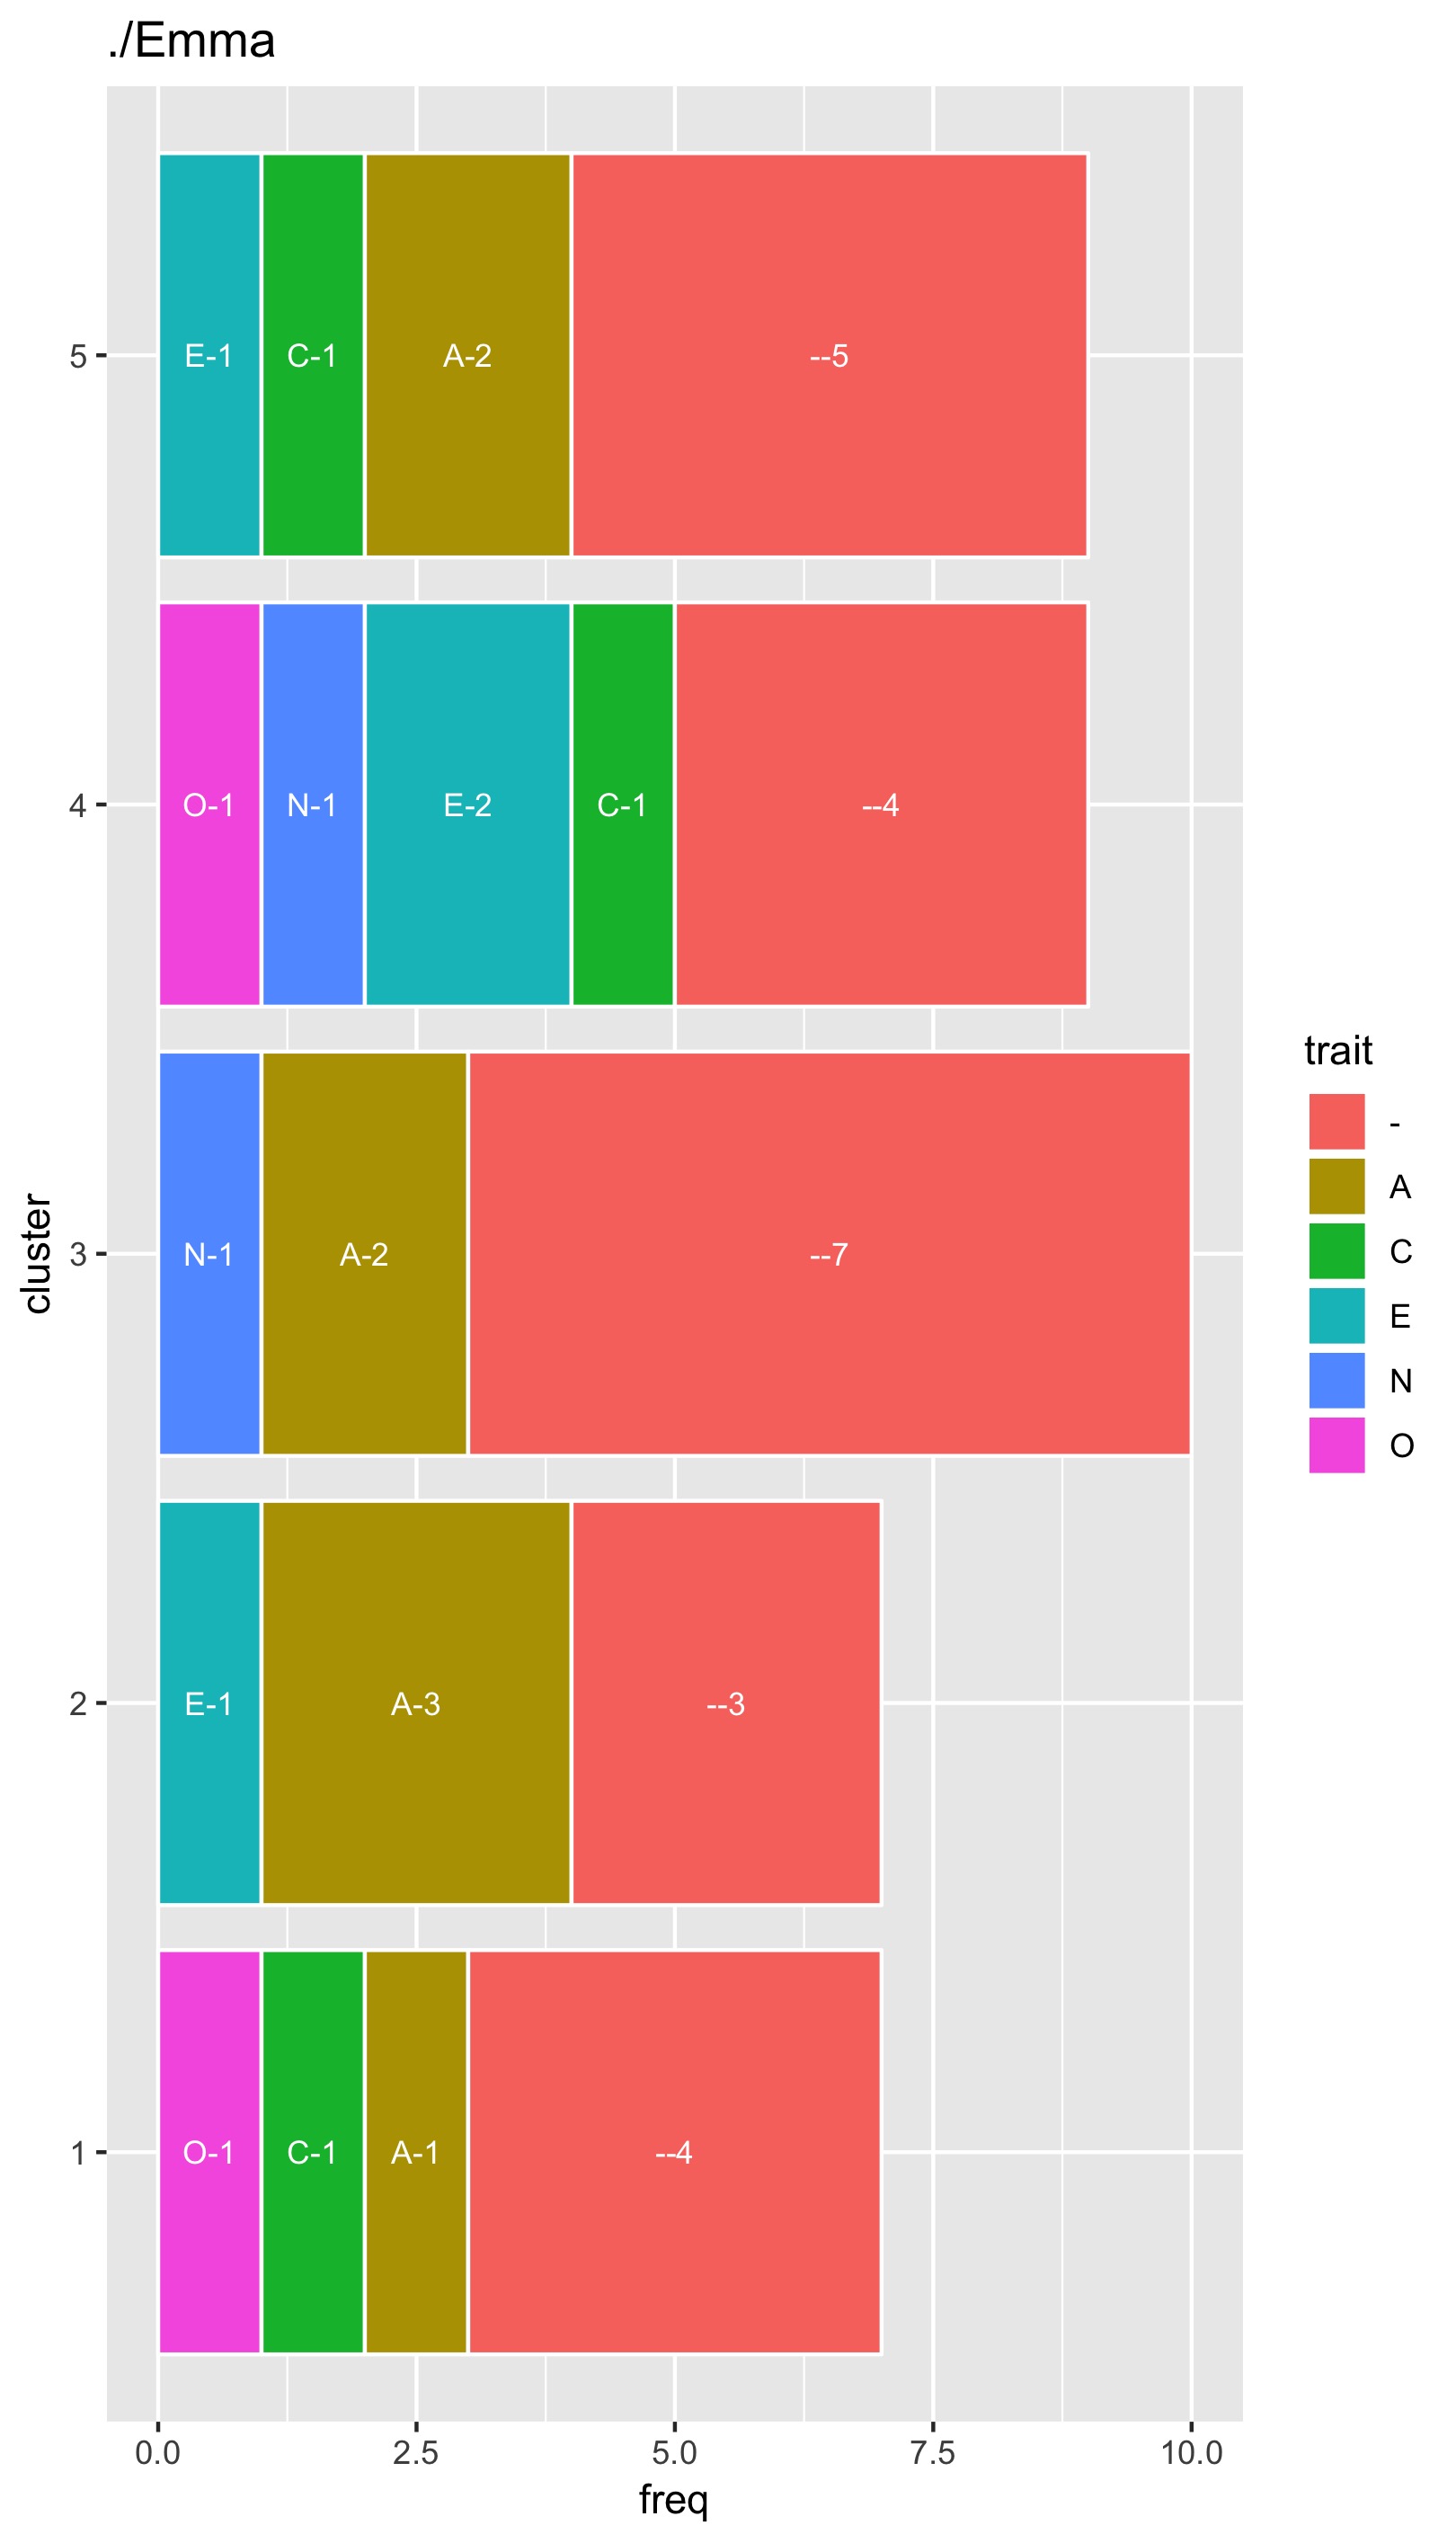 ./Emma
5
E-1 C-1 A-2 --5
4
O-1 N-1 E-2 C-1 --4
3
N-1 A-2 --7
2
E-1 A-3 --3
1
O-1 C-1 A-1 --4
0.0 2.5 5.0 7.5 10.0
freq
cluster
trait
-
A
C
E
N
O